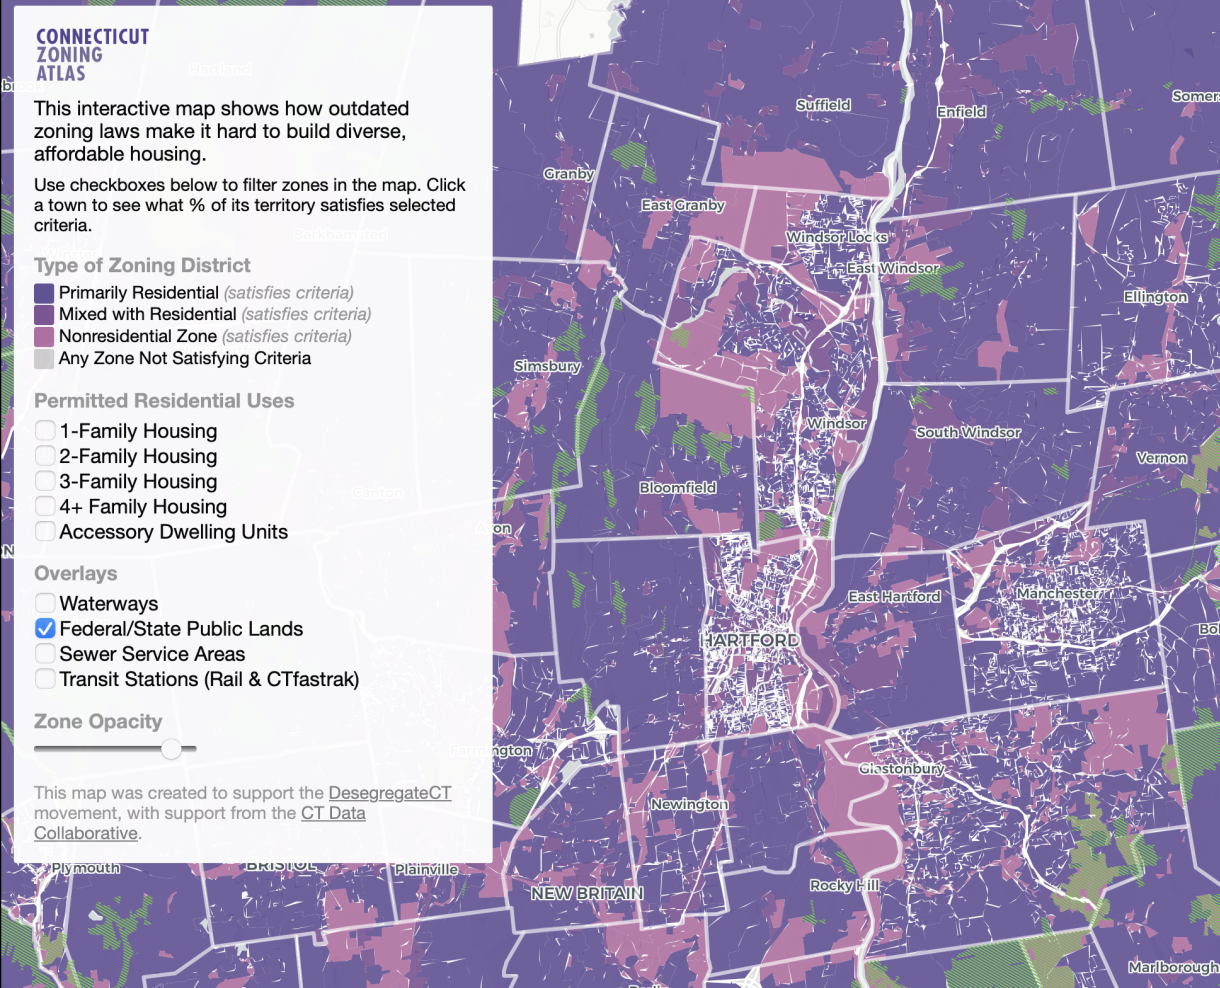 CONNECTICUT
ZONING
ATLAS
This interactive map shows how outdated
zoning laws make it hard to build diverse,
affordable housing.
Use checkboxes below to filter zones in the map. Click
a town to see what % of its territory satisfies selected
criteria.
Type of Zoning District
Primarily Residential (satisfies criteria)
Mixed with Residential (satisfies criteria)
Nonresidential Zone (satisfies criteria)
Any Zone Not Satisfying Criteria
Permitted Residential Uses
1-Family Housing
2-Family Housing
3-Family Housing
4+ Family Housing
Accessory Dwelling Units
Overlays
Waterways
Federal/State Public Lands
Sewer Service Areas
Transit Stations (Rail & CTfastrak)
Zone Opacity
This map was created to support the DesegregateCT
movement, with support from the CT Data
Collaborative.
Hartland
Barkhamsted
Canton
Suffield
Enfield
Somers
Granby
East Granby
Windsor Locks
East Windsor
Ellington
Simsbury
Windsor
South Windsor
Vernon
Bloomfield
Avon
East Hartford
Manchester
HARTFORD
Bol
Farmington
Glastonbury
Newington
Plymouth
BRISTOL
Plainville
NEW BRITAIN
Rocky Hill
Marlborough